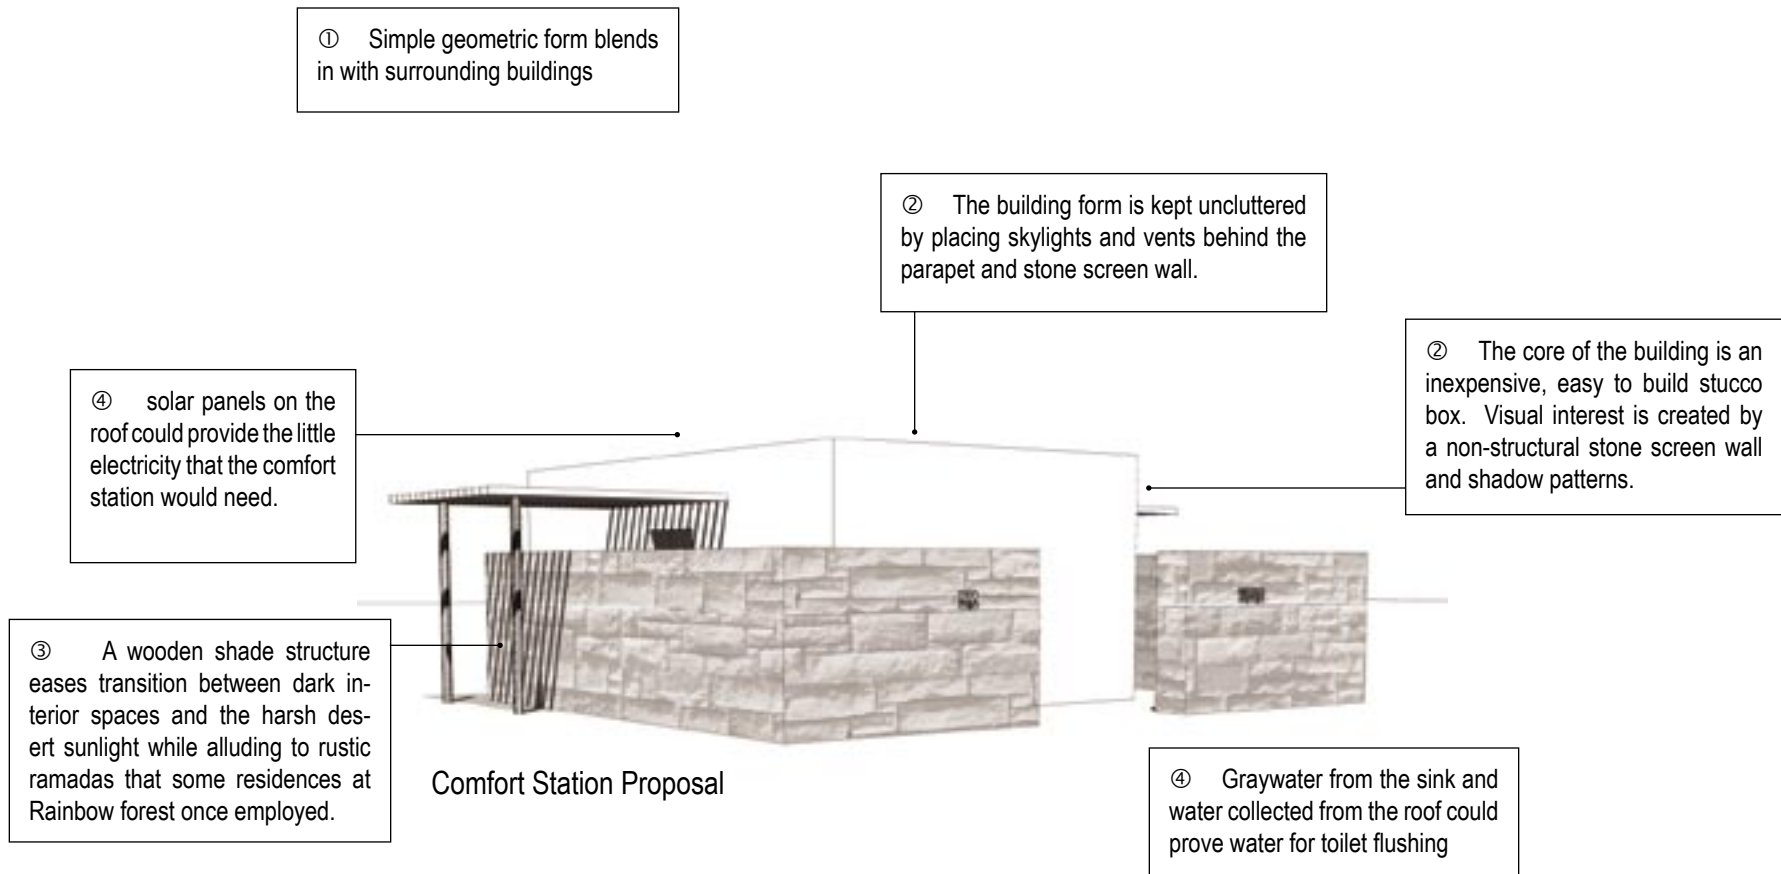 ① Simple geometric form blends
in with surrounding buildings
② The building form is kept uncluttered
by placing skylights and vents behind the
parapet and stone screen wall.
② The core of the building is an
inexpensive, easy to build stucco
box. Visual interest is created by
a non-structural stone screen wall
and shadow patterns.
④ solar panels on the
roof could provide the little
electricity that the comfort
station would need.
③ A wooden shade structure
eases transition between dark in-
terior spaces and the harsh des-
ert sunlight while alluding to rustic
ramadas that some residences at
Rainbow forest once employed.
Comfort Station Proposal
④ Graywater from the sink and
water collected from the roof could
prove water for toilet flushing